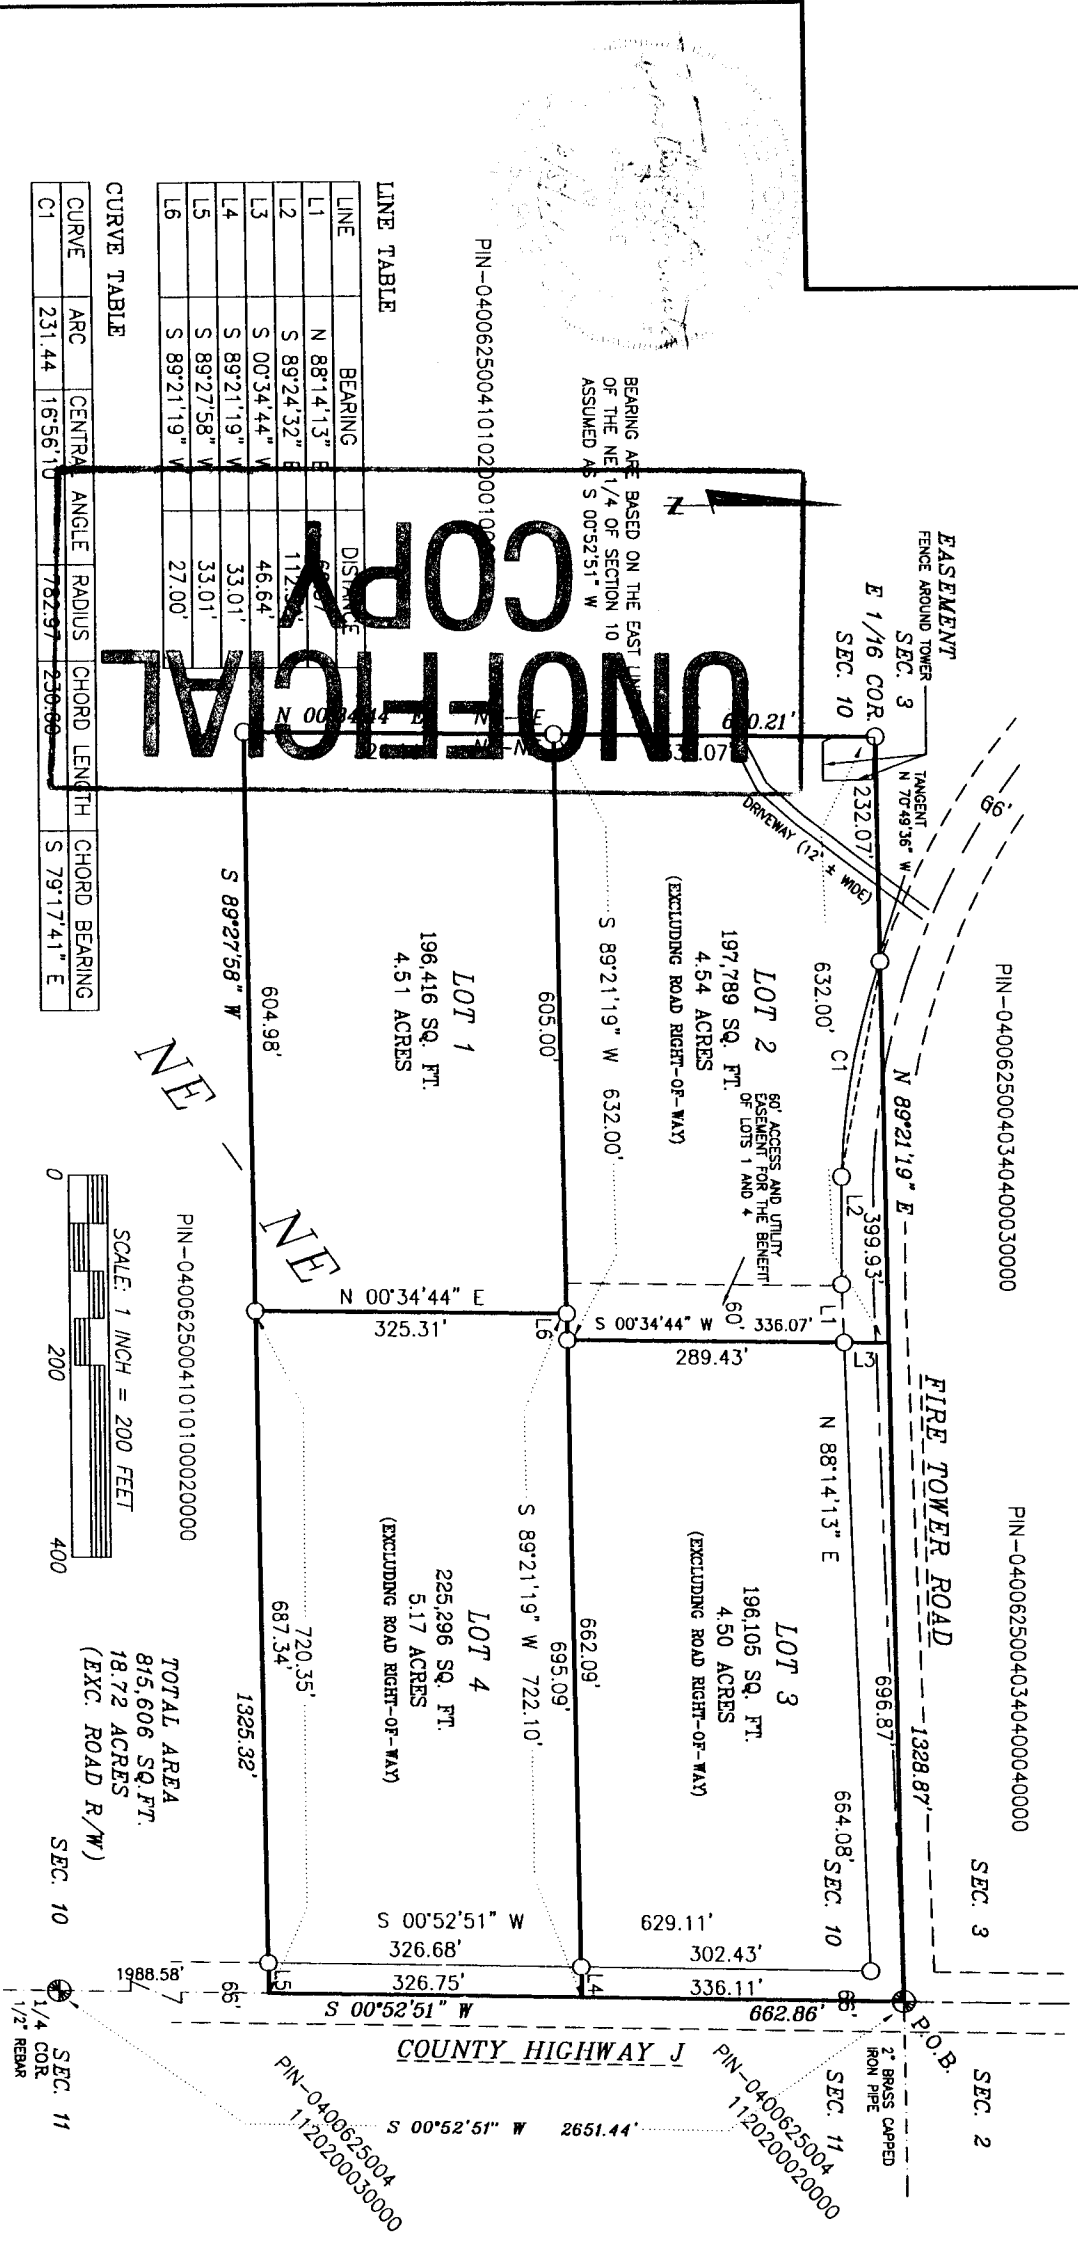 EASEMENT
FENCE AROUND TOWER
SEC. 3
E 1/16 COR.
SEC. 10
TANGENT
N 70°49'36" W
66'
PIN-040062500403404000030000
PIN-040062500403404000040000
SEC. 3
SEC. 2
FIRE TOWER ROAD
N 89°21'19" E
1328.87'
232.07'
399.93'
696.87'
P.O.B.
2" BRASS CAPPED
IRON PIPE
632.00'
C1
L2
L1
L3
N 88°14'13" E
664.08'
SEC. 10
66'
SEC. 11
DRIVEWAY (12' ± WIDE)
LOT 2
197,789 SQ. FT.
4.54 ACRES
(EXCLUDING ROAD RIGHT-OF-WAY)
60' ACCESS AND UTILITY
EASEMENT FOR THE BENEFIT
OF LOTS 1 AND 4
60'
S 00°34'44" W 336.07'
289.43'
LOT 3
196,105 SQ. FT.
4.50 ACRES
(EXCLUDING ROAD RIGHT-OF-WAY)
629.11'
302.43'
336.11'
662.86'
PIN-0400625004
1120200020000
S 89°21'19" W 632.00'
605.00'
L6
662.09'
695.09'
S 89°21'19" W 722.10'
L4
LOT 1
196,416 SQ. FT.
4.51 ACRES
N 00°34'44" E
325.31'
LOT 4
225,296 SQ. FT.
5.17 ACRES
(EXCLUDING ROAD RIGHT-OF-WAY)
S 00°52'51" W
326.68'
326.75'
S 00°52'51" W
COUNTY HIGHWAY J
S 00°52'51" W 2651.44'
720.35'
687.34'
L5
604.98'
S 89°27'58" W
1325.32'
NE - NE
66'
1988.58'
PIN-0400625004
1120200030000
BEARING ARE BASED ON THE EAST
OF THE NE 1/4 OF SECTION 10
ASSUMED AS S 00°52'51" W
N
UNOFFICIAL
COPY
LINE TABLE
LINE BEARING DISTANCE
L1 N 88°14'13" E
L2 S 89°24'32" E
L3 S 00°34'44" W 46.64'
L4 S 89°21'19" W 33.01'
L5 S 89°27'58" W 33.01'
L6 S 89°21'19" W 27.00'
CURVE TABLE
CURVE ARC CENTRAL ANGLE RADIUS CHORD LENGTH CHORD BEARING
C1 231.44 16°56'10" 782.97 230.60 S 79°17'41" E
PIN-040062500410101000020000
SCALE: 1 INCH = 200 FEET
0 200 400
TOTAL AREA
815,606 SQ.FT.
18.72 ACRES
(EXC. ROAD R/W)
SEC. 10
SEC. 11
1/4 COR.
1/2" REBAR